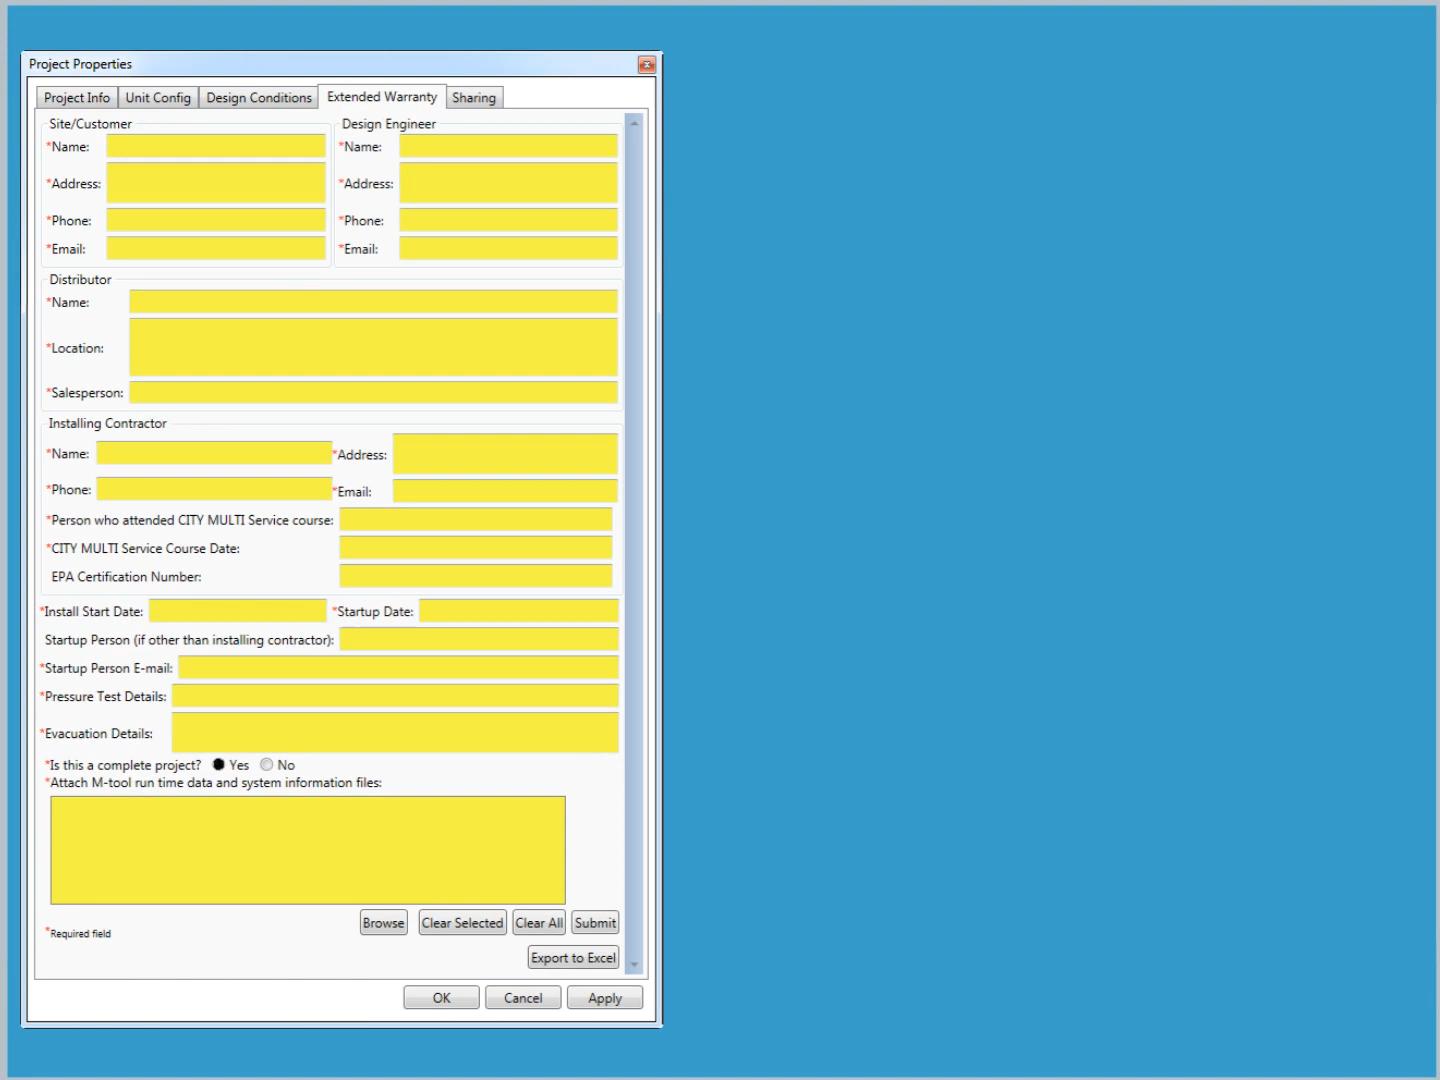 Project Properties
Project Info Unit Config Design Conditions Extended Warranty Sharing
Site/Customer Design Engineer
*Name: *Name:
*Address: *Address:
*Phone: *Phone:
*Email: *Email:
Distributor
*Name:
*Location:
*Salesperson:
Installing Contractor
*Name: *Address:
*Phone: *Email:
*Person who attended CITY MULTI Service course:
*CITY MULTI Service Course Date:
EPA Certification Number:
*Install Start Date: *Startup Date:
Startup Person (if other than installing contractor):
*Startup Person E-mail:
*Pressure Test Details:
*Evacuation Details:
*Is this a complete project? Yes No
*Attach M-tool run time data and system information files:
Browse Clear Selected Clear All Submit
*Required field
Export to Excel
OK Cancel Apply